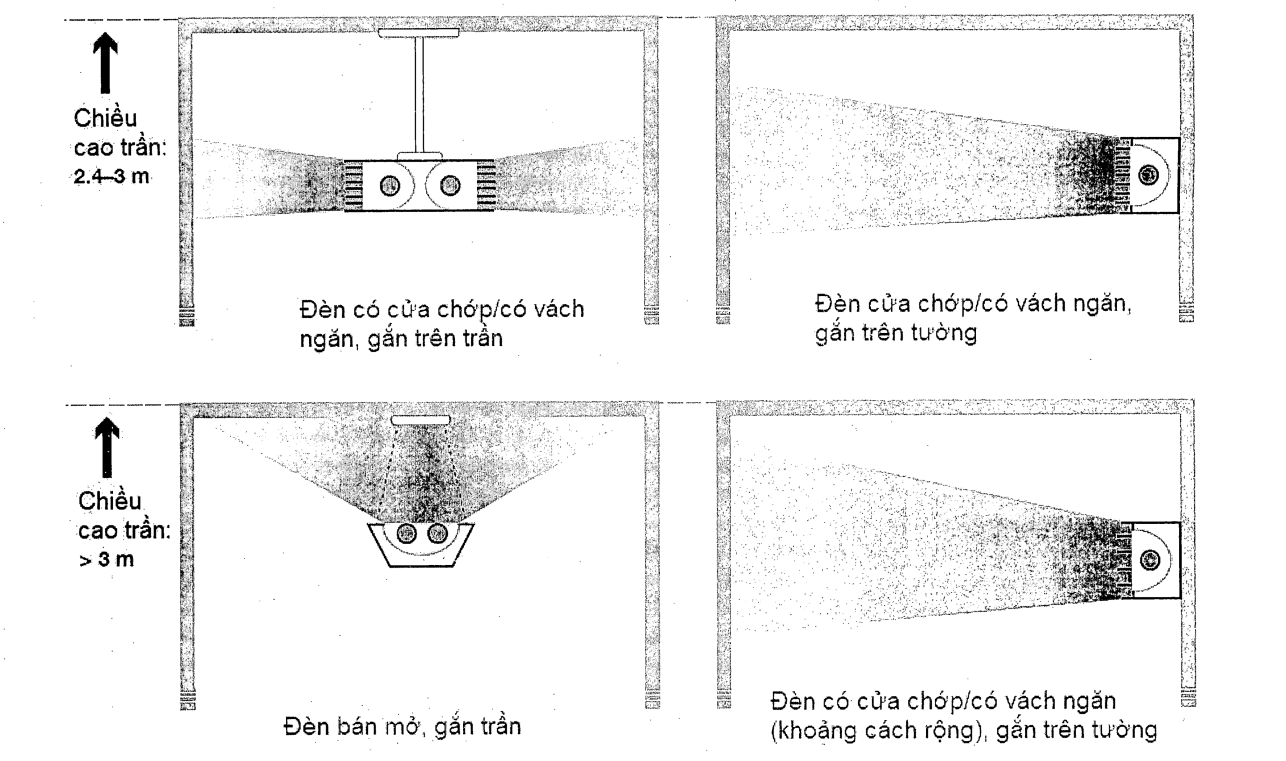 Chiều
cao trần:
2.4–3 m
Đèn có cửa chớp/có vách
ngăn, gắn trên trần
Đèn cửa chớp/có vách ngăn,
gắn trên tường
Chiều
cao trần:
> 3 m
Đèn bán mở, gắn trần
Đèn có cửa chớp/có vách ngăn
(khoảng cách rộng), gắn trên tường